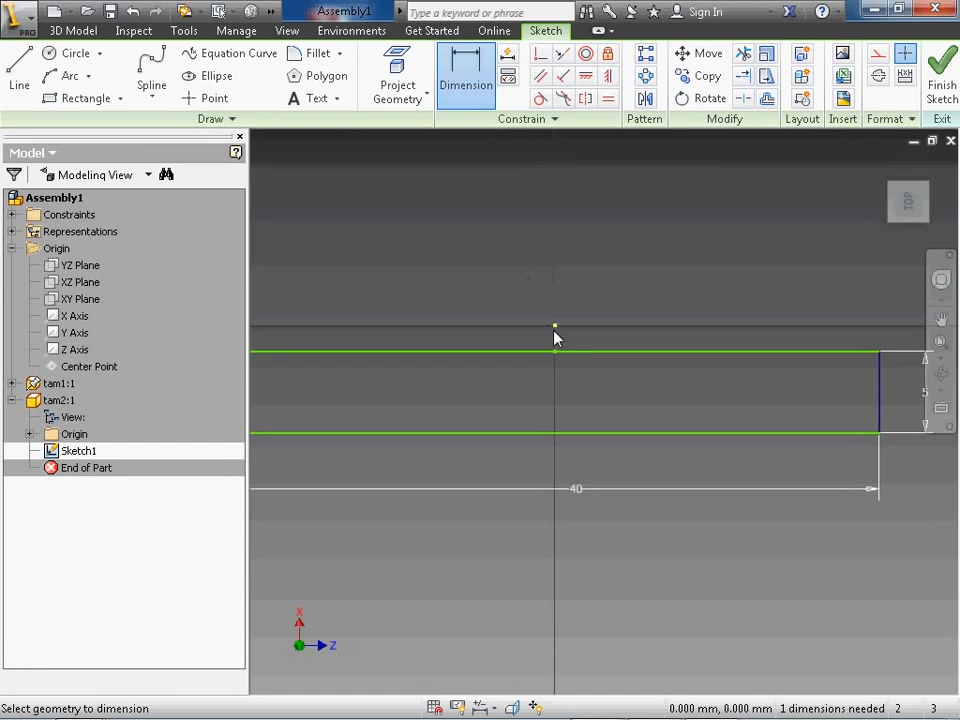 PRO
Assembly1
Type a keyword or phrase
Sign In
3D Model Inspect Tools Manage View Environments Get Started Online Sketch
Line
Circle
Arc
Rectangle
Spline
Equation Curve
Ellipse
Point
Fillet
Polygon
Text
Project
Geometry
Dimension
Move
Copy
Rotate
Finish
Sketch
Draw Constrain Pattern Modify Layout Insert Format Exit
Model
Modeling View
Assembly1
Constraints
Representations
Origin
YZ Plane
XZ Plane
XY Plane
X Axis
Y Axis
Z Axis
Center Point
tam1:1
tam2:1
View:
Origin
Sketch1
End of Part
TOP
5
40
X
Z
Select geometry to dimension
0.000 mm, 0.000 mm 1 dimensions needed 2 3